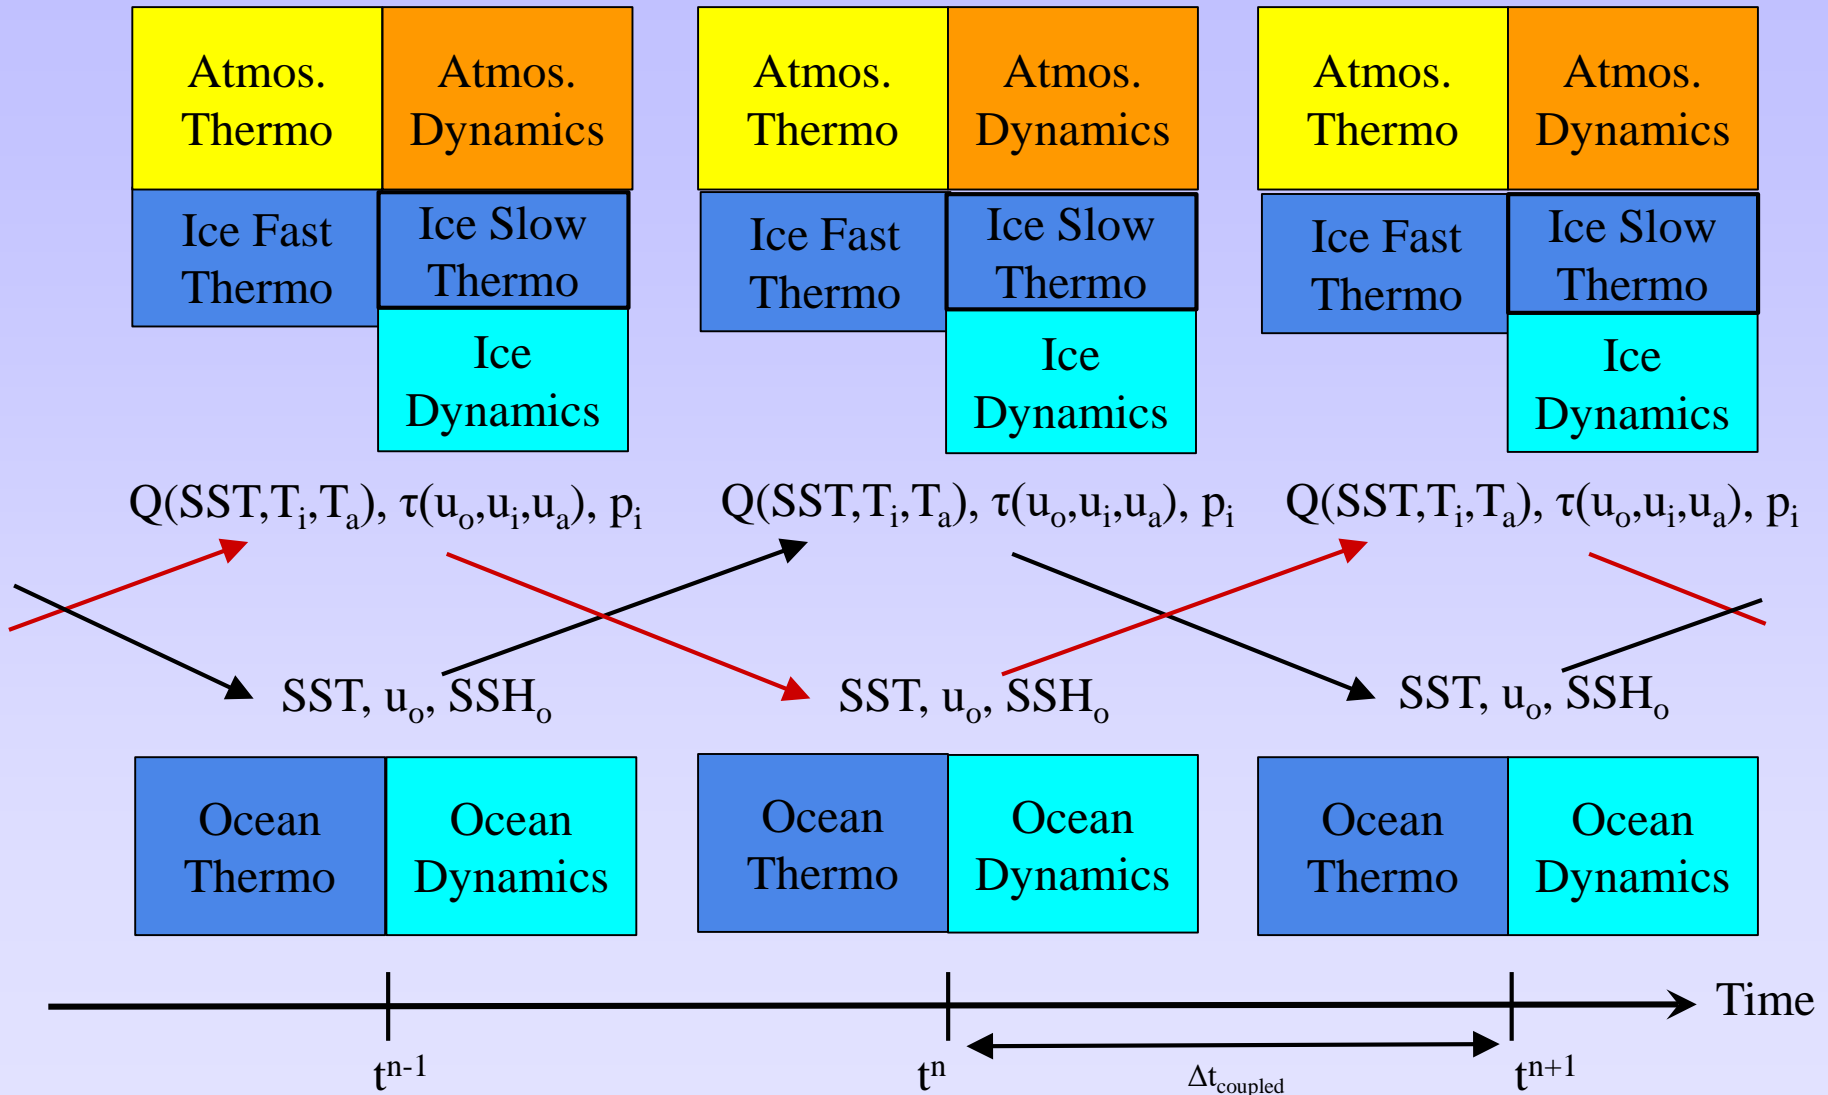 Atmos.
Thermo
Atmos.
Dynamics
Atmos.
Thermo
Atmos.
Dynamics
Atmos.
Thermo
Atmos.
Dynamics
Ice Fast
Thermo
Ice Slow
Thermo
Ice Fast
Thermo
Ice Slow
Thermo
Ice Fast
Thermo
Ice Slow
Thermo
Ice
Dynamics
Ice
Dynamics
Ice
Dynamics
Q(SST,Tᵢ,Tₐ), τ(uₒ,uᵢ,uₐ), pᵢ
Q(SST,Tᵢ,Tₐ), τ(uₒ,uᵢ,uₐ), pᵢ
Q(SST,Tᵢ,Tₐ), τ(uₒ,uᵢ,uₐ), pᵢ
SST, uₒ, SSHₒ
SST, uₒ, SSHₒ
SST, uₒ, SSHₒ
Ocean
Thermo
Ocean
Dynamics
Ocean
Thermo
Ocean
Dynamics
Ocean
Thermo
Ocean
Dynamics
Time
tⁿ⁻¹
tⁿ
Δt_coupled
tⁿ⁺¹